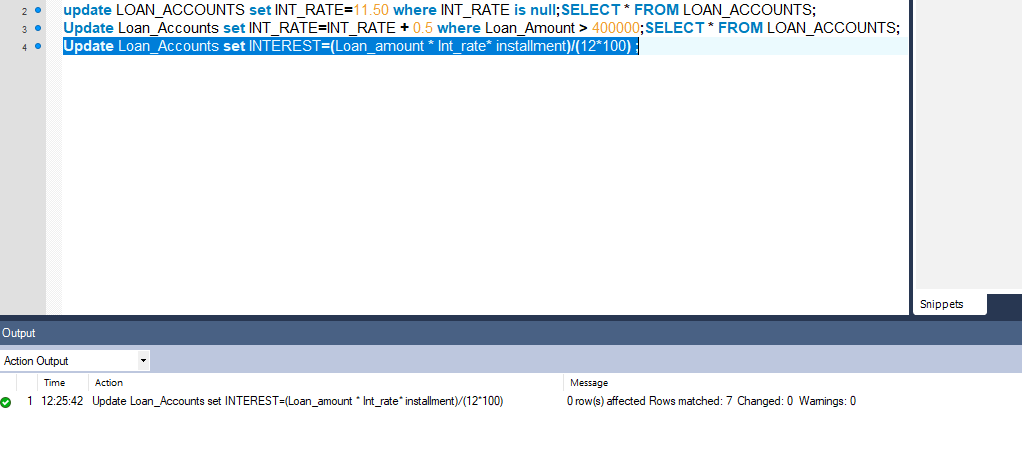 2 update LOAN_ACCOUNTS set INT_RATE=11.50 where INT_RATE is null;SELECT * FROM LOAN_ACCOUNTS;
3 Update Loan_Accounts set INT_RATE=INT_RATE + 0.5 where Loan_Amount > 400000;SELECT * FROM LOAN_ACCOUNTS;
4 Update Loan_Accounts set INTEREST=(Loan_amount * Int_rate* installment)/(12*100) ;
Snippets
Output
Action Output
Time Action Message
1 12:25:42 Update Loan_Accounts set INTEREST=(Loan_amount * Int_rate* installment)/(12*100) 0 row(s) affected Rows matched: 7 Changed: 0 Warnings: 0